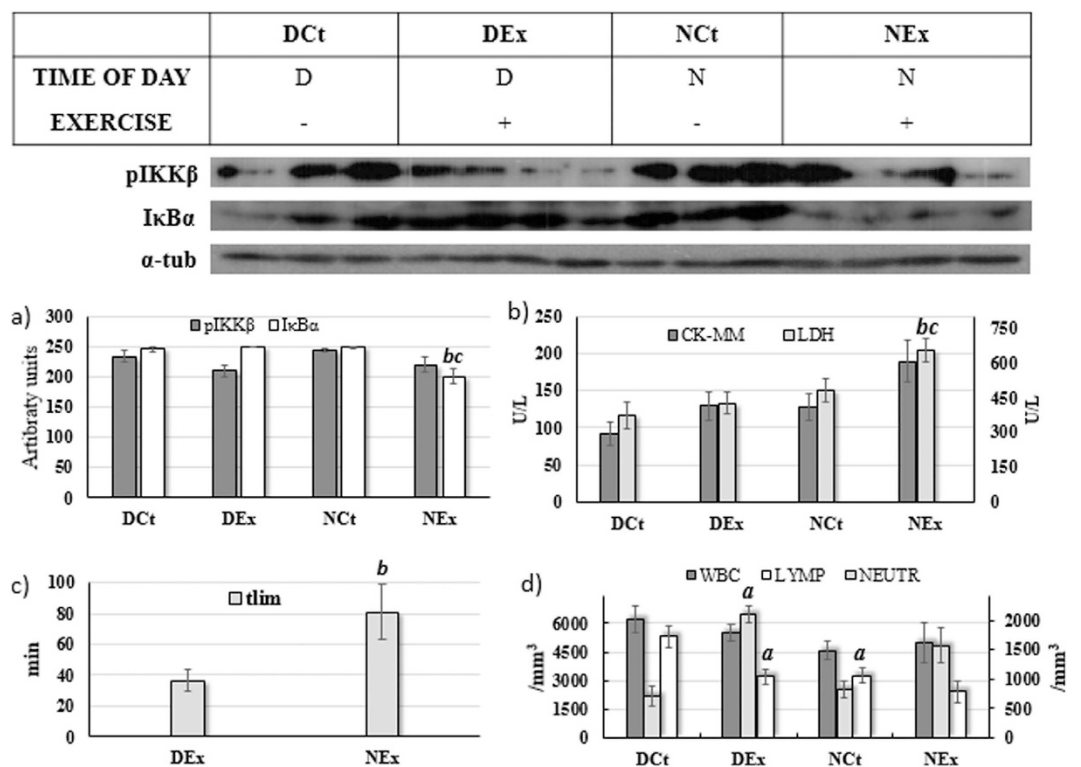 DCt DEx NCt NEx
TIME OF DAY D D N N
EXERCISE - + - +
pIKKβ
IκBα
α-tub
a)
300
250
200
150
100
50
0
Artibraty units
pIKKβ IκBα
bc
DCt DEx NCt NEx
b)
250
200
150
100
50
0
U/L
CK-MM LDH
bc
750
600
450
300
150
0
U/L
DCt DEx NCt NEx
c)
100
80
60
40
20
0
min
tlim
b
DEx NEx
d)
WBC LYMP NEUTR
6000
4500
3000
1500
0
/mm³
a
a
a
2000
1500
1000
500
0
/mm³
DCt DEx NCt NEx